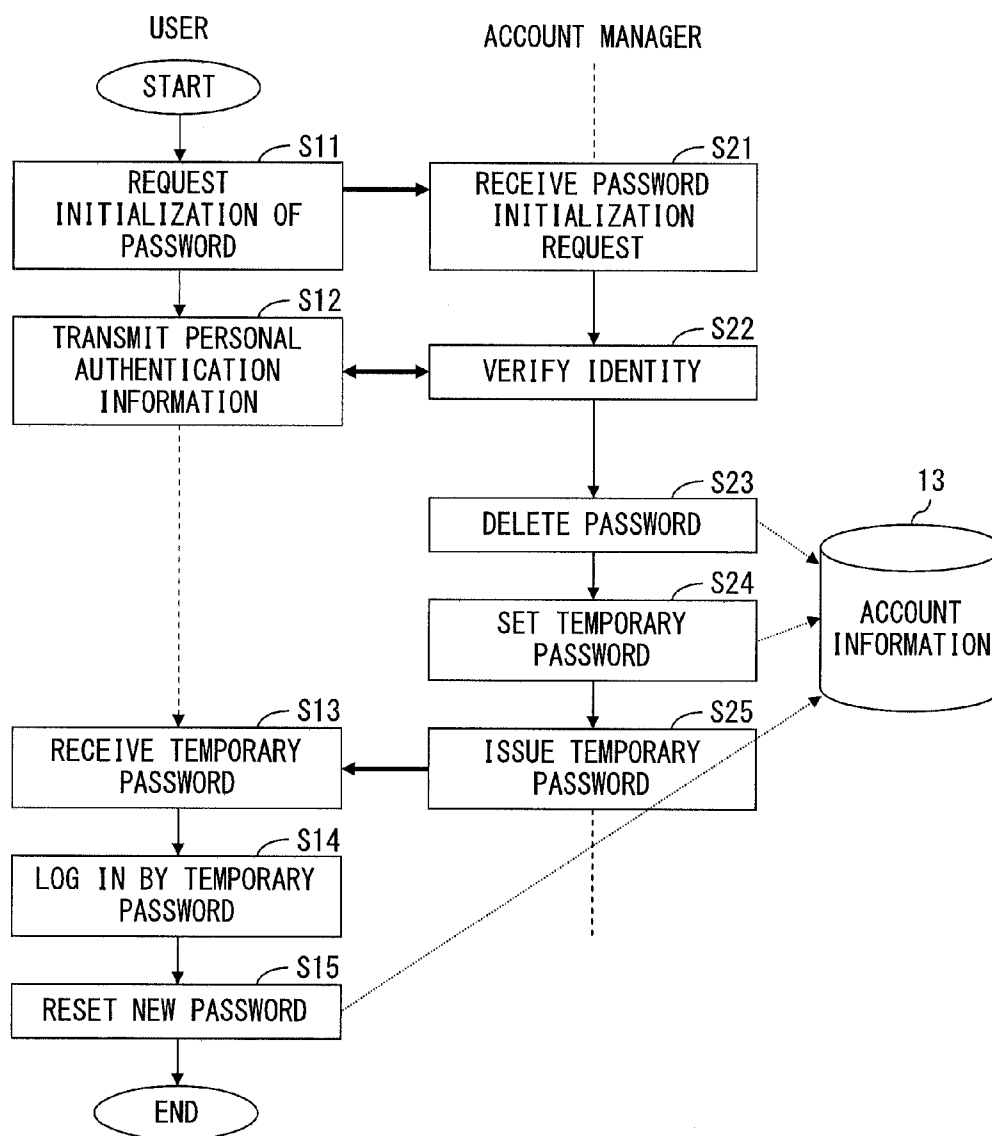 USER
ACCOUNT MANAGER
START
S11
REQUEST
INITIALIZATION OF
PASSWORD
S21
RECEIVE PASSWORD
INITIALIZATION
REQUEST
S12
TRANSMIT PERSONAL
AUTHENTICATION
INFORMATION
S22
VERIFY IDENTITY
S23
DELETE PASSWORD
13
ACCOUNT
INFORMATION
S24
SET TEMPORARY
PASSWORD
S13
RECEIVE TEMPORARY
PASSWORD
S25
ISSUE TEMPORARY
PASSWORD
S14
LOG IN BY TEMPORARY
PASSWORD
S15
RESET NEW PASSWORD
END